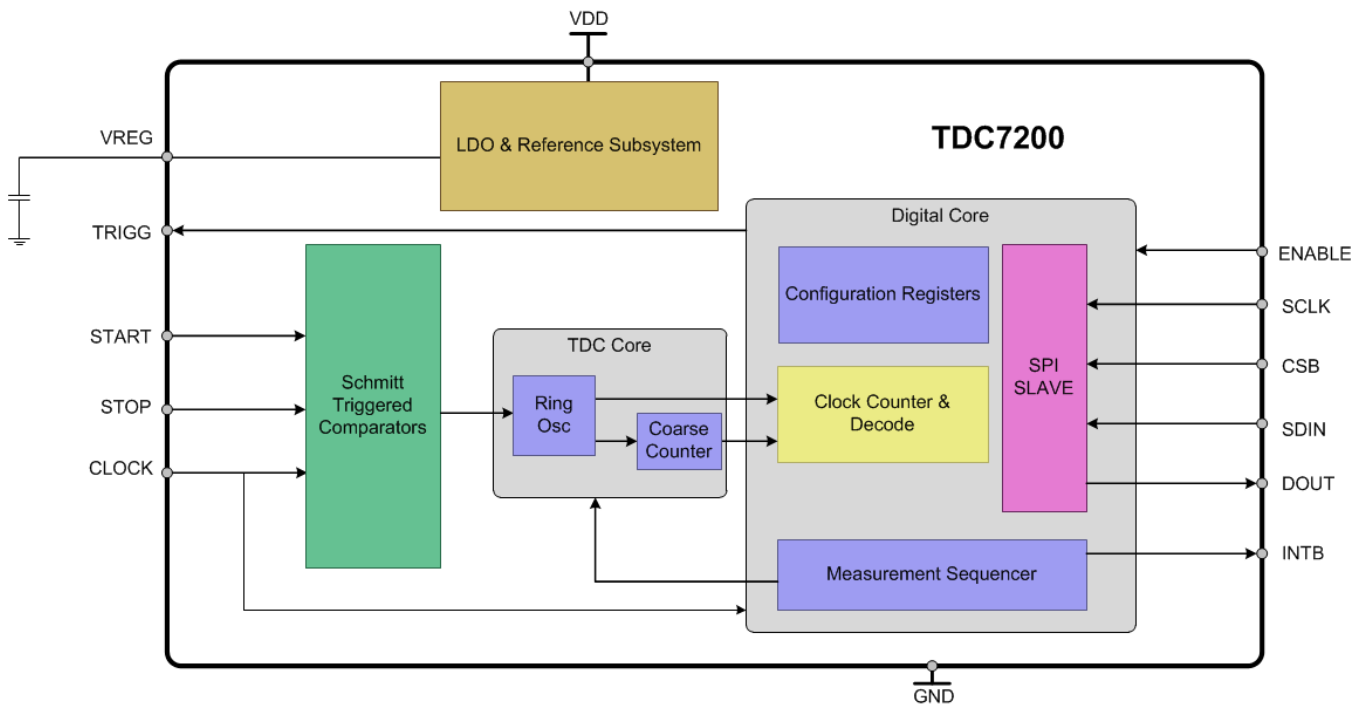 VDD
VREG
LDO & Reference Subsystem
TDC7200
TRIGG
Digital Core
ENABLE
Configuration Registers
SCLK
START
TDC Core
CSB
SPI
SLAVE
Schmitt
Triggered
Comparators
STOP
Ring
Osc
Coarse
Counter
Clock Counter &
Decode
SDIN
CLOCK
DOUT
INTB
Measurement Sequencer
GND